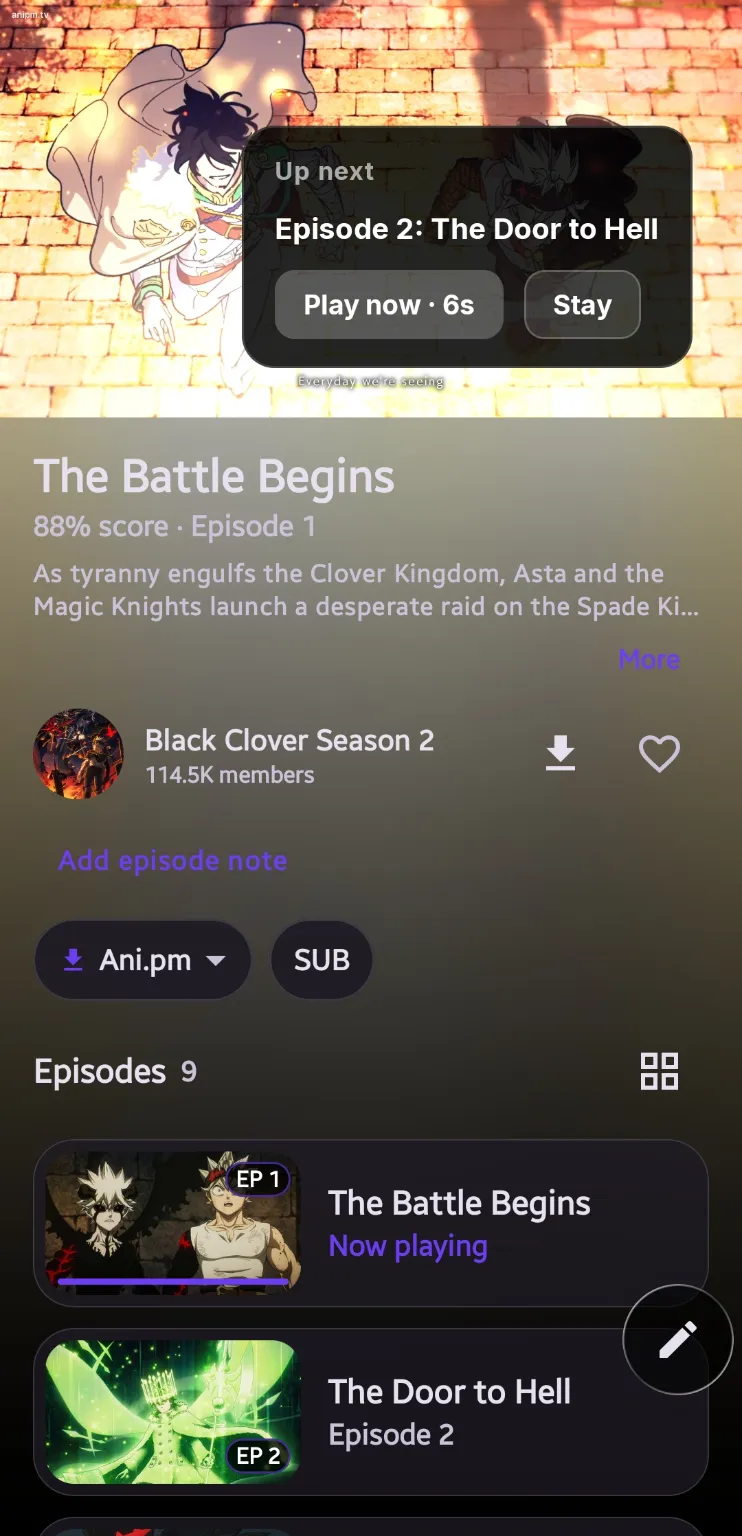 anipm.tv
Up next
Episode 2: The Door to Hell
Play now · 6s
Stay
Everyday we're seeing
The Battle Begins
88% score · Episode 1
As tyranny engulfs the Clover Kingdom, Asta and the
Magic Knights launch a desperate raid on the Spade Ki...
More
Black Clover Season 2
114.5K members
Add episode note
Ani.pm
SUB
Episodes 9
EP 1
The Battle Begins
Now playing
The Door to Hell
Episode 2
EP 2